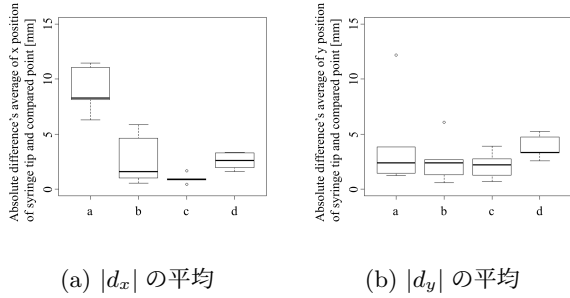 Absolute difference's average of x position
of syringe tip and compared point [mm]
15
10
5
0
a b c d
(a) |dx| の平均
Absolute difference's average of y position
of syringe tip and compared point [mm]
15
10
5
0
a b c d
(b) |dy| の平均